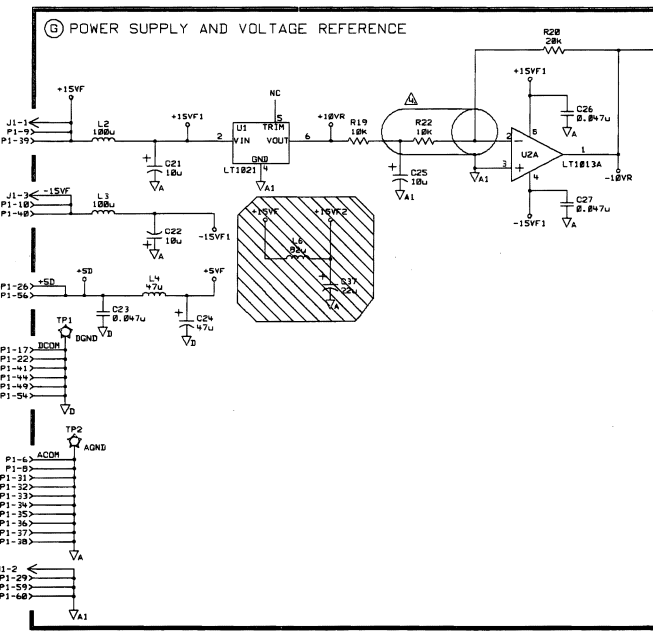 G POWER SUPPLY AND VOLTAGE REFERENCE
R20
20k
+15VF
+15VF1
NC
4
C26
0.047u
A
J1-1
P1-9
P1-39
L2
100u
+15VF1
2
U1
5
TRIM
VIN
VOUT
GND
4
LT1021
A1
6
+10VR
R19
10k
R22
10k
2
8
U2A
1
3
4
LT1013A
-10VR
+
C21
10u
A
+
C25
10u
A1
A1
C27
0.047u
A
-15VF1
J1-3
P1-10
P1-40
-15VF
L3
100u
C22
10u
+
A
-15VF1
+15VF
+15VF2
L6
82u
+
C37
22u
A
P1-26
P1-56
+5D
+5D
L4
47u
+5VF
C23
0.047u
D
+
C24
47u
D
TP1
DGND
P1-17
DCOM
P1-22
P1-41
P1-44
P1-49
P1-54
D
TP2
AGND
P1-6
ACOM
P1-8
P1-31
P1-32
P1-33
P1-34
P1-35
P1-36
P1-37
P1-38
A
J1-2
P1-29
P1-59
P1-60
A1